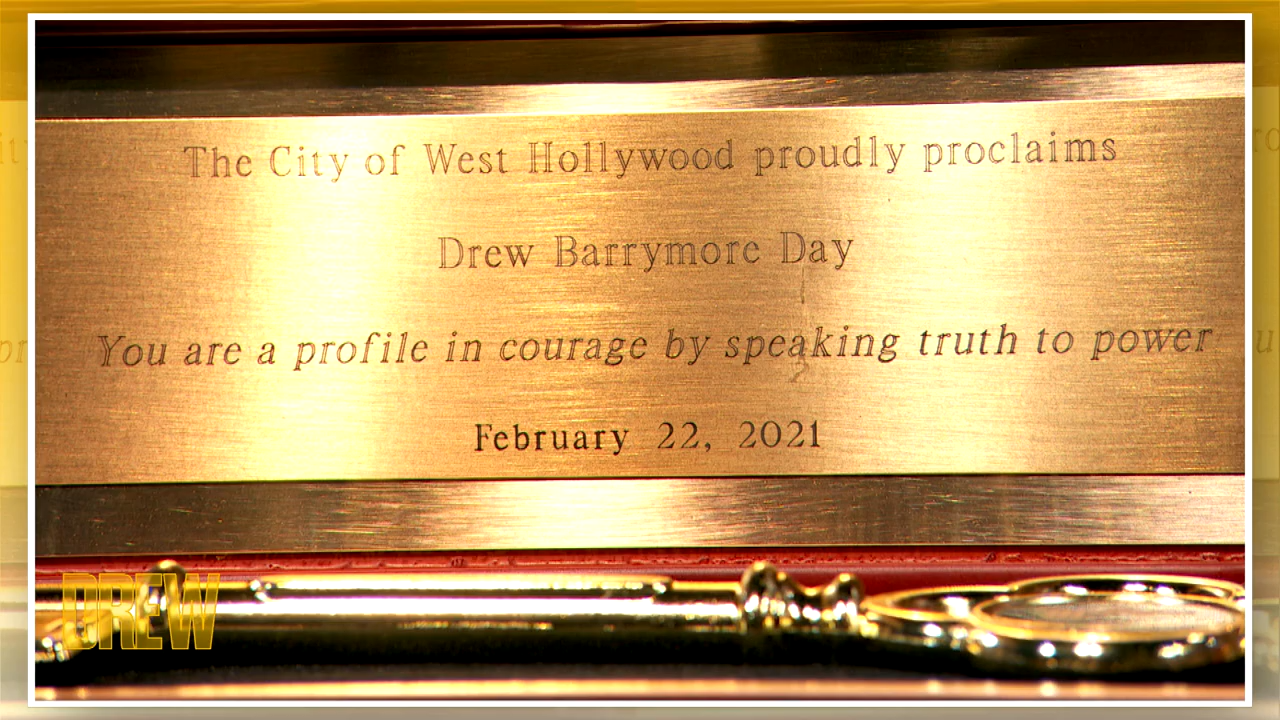 The City of West Hollywood proudly proclaims
Drew Barrymore Day
You are a profile in courage by speaking truth to power
February 22, 2021
DREW